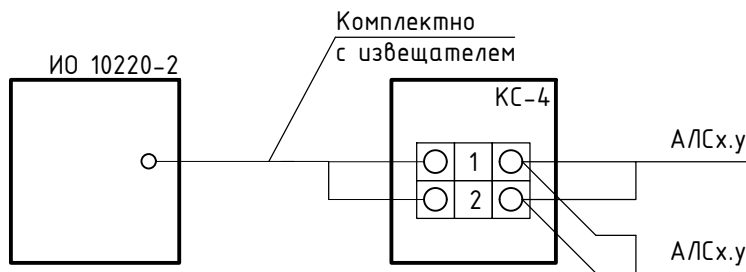 Комплектно
с извещателем
ИО 10220-2
КС-4
АЛСх.у
1
2
АЛСх.у